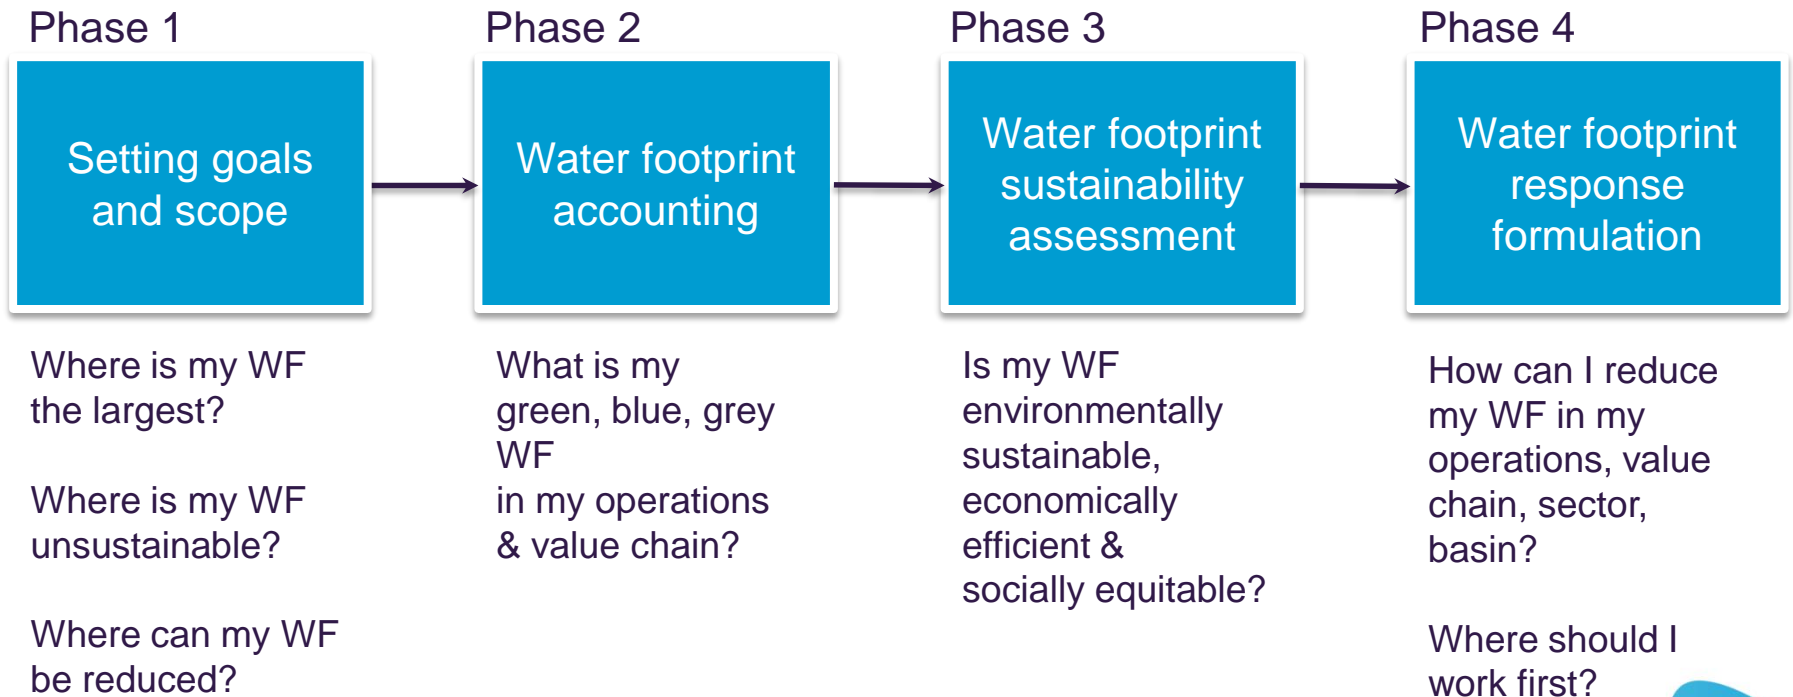 Phase 1
Setting goals
and scope
Where is my WF
the largest?
Where is my WF
unsustainable?
Where can my WF
be reduced?
Phase 2
Water footprint
accounting
What is my
green, blue, grey
WF
in my operations
& value chain?
Phase 3
Water footprint
sustainability
assessment
Is my WF
environmentally
sustainable,
economically
efficient &
socially equitable?
Phase 4
Water footprint
response
formulation
How can I reduce
my WF in my
operations, value
chain, sector,
basin?
Where should I
work first?